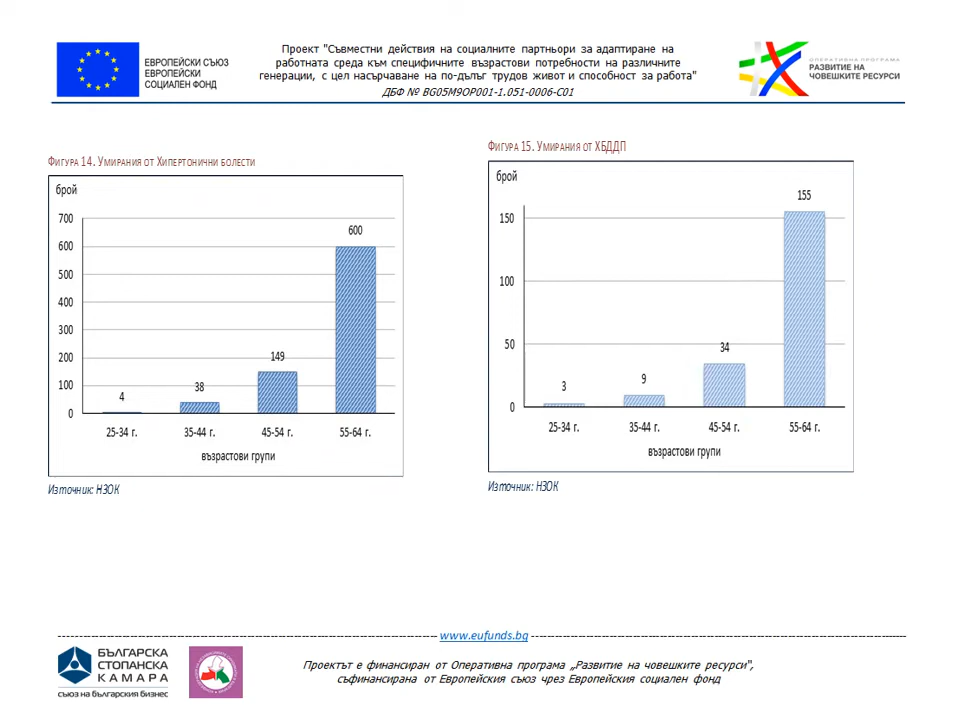 ЕВРОПЕЙСКИ СЪЮЗ
ЕВРОПЕЙСКИ
СОЦИАЛЕН ФОНД
Проект "Съвместни действия на социалните партньори за адаптиране на
работната среда към специфичните възрастови потребности на различните
генерации, с цел насърчаване на по-дълъг трудов живот и способност за работа"
ДБФ № BG05M9OP001-1.051-0006-C01
ОПЕРАТИВНА ПРОГРАМА
РАЗВИТИЕ НА
ЧОВЕШКИТЕ РЕСУРСИ
Фигура 14. Умирания от Хипертонични болести
брой
700
600
500
400
300
200
100
0
4
38
149
600
25-34 г.
35-44 г.
45-54 г.
55-64 г.
възрастови групи
Източник: НЗОК
Фигура 15. Умирания от ХБДДП
брой
150
100
50
0
3
9
34
155
25-34 г.
35-44 г.
45-54 г.
55-64 г.
възрастови групи
Източник: НЗОК
www.eufunds.bg
БЪЛГАРСКА
СТОПАНСКА
КАМАРА
съюз на българския бизнес
Проектът е финансиран от Оперативна програма „Развитие на човешките ресурси",
съфинансирана от Европейския съюз чрез Европейския социален фонд